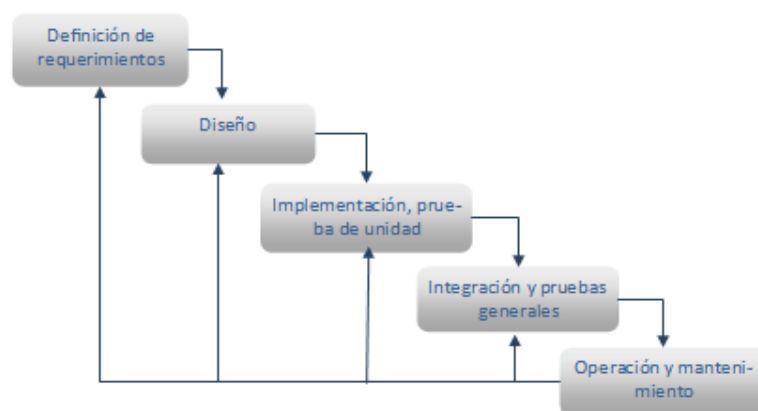 Definición de
requerimientos
Diseño
Implementación, prue-
ba de unidad
Integración y pruebas
generales
Operación y manteni-
miento